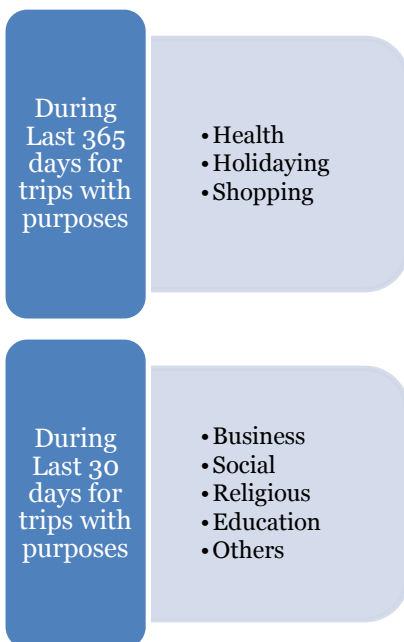 During
Last 365
days for
trips with
purposes
•Health
•Holidaying
•Shopping
During
Last 30
days for
trips with
purposes
•Business
•Social
•Religious
•Education
•Others